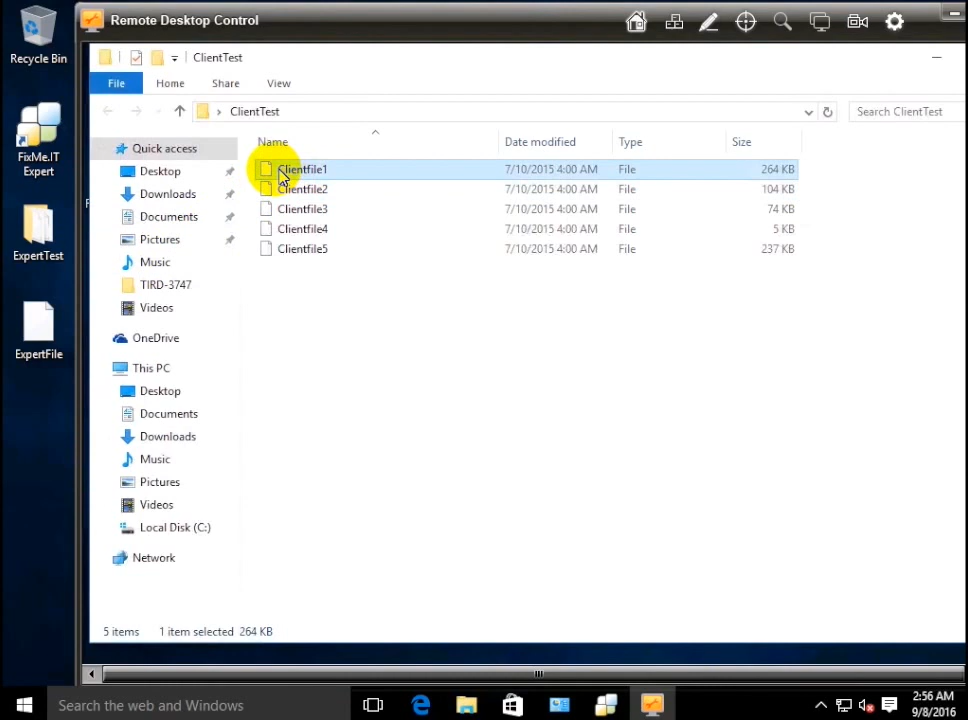 Remote Desktop Control
Recycle Bin
FixMe.IT
Expert
ExpertTest
ExpertFile
ClientTest
File Home Share View
ClientTest
Search ClientTest
Name Date modified Type Size
Clientfile1 7/10/2015 4:00 AM File 264 KB
Clientfile2 7/10/2015 4:00 AM File 104 KB
Clientfile3 7/10/2015 4:00 AM File 74 KB
Clientfile4 7/10/2015 4:00 AM File 5 KB
Clientfile5 7/10/2015 4:00 AM File 237 KB
Quick access
Desktop
Downloads
Documents
Pictures
Music
TIRD-3747
Videos
OneDrive
This PC
Desktop
Documents
Downloads
Music
Pictures
Videos
Local Disk (C:)
Network
5 items 1 item selected 264 KB
Search the web and Windows
2:56 AM
9/8/2016